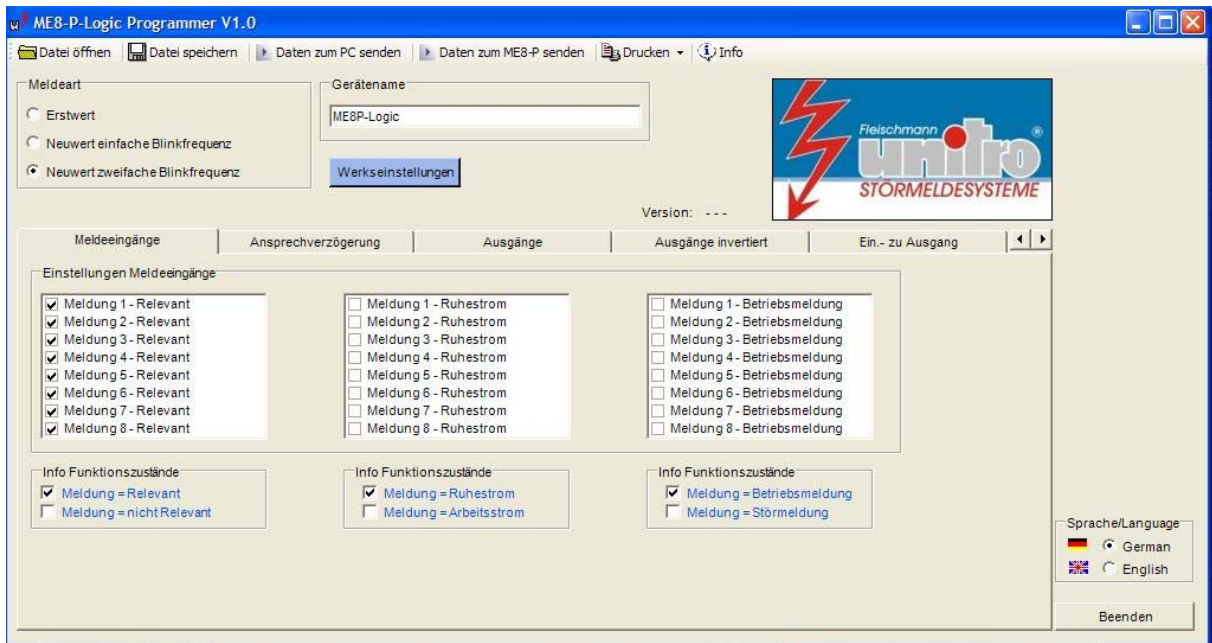 ME8-P-Logic Programmer V1.0
Datei öffnen Datei speichern Daten zum PC senden Daten zum ME8-P senden Drucken Info
Meldeart
Erstwert
Neuwert einfache Blinkfrequenz
Neuwert zweifache Blinkfrequenz
Gerätename
ME8P-Logic
Werkseinstellungen
Fleischmann
unitro ®
STÖRMELDESYSTEME
Version: - - -
Meldeeingänge Ansprechverzögerung Ausgänge Ausgänge invertiert Ein.- zu Ausgang
Einstellungen Meldeeingänge
Meldung 1 - Relevant
Meldung 2 - Relevant
Meldung 3 - Relevant
Meldung 4 - Relevant
Meldung 5 - Relevant
Meldung 6 - Relevant
Meldung 7 - Relevant
Meldung 8 - Relevant
Meldung 1 - Ruhestrom
Meldung 2 - Ruhestrom
Meldung 3 - Ruhestrom
Meldung 4 - Ruhestrom
Meldung 5 - Ruhestrom
Meldung 6 - Ruhestrom
Meldung 7 - Ruhestrom
Meldung 8 - Ruhestrom
Meldung 1 - Betriebsmeldung
Meldung 2 - Betriebsmeldung
Meldung 3 - Betriebsmeldung
Meldung 4 - Betriebsmeldung
Meldung 5 - Betriebsmeldung
Meldung 6 - Betriebsmeldung
Meldung 7 - Betriebsmeldung
Meldung 8 - Betriebsmeldung
Info Funktionszustände
Meldung = Relevant
Meldung = nicht Relevant
Info Funktionszustände
Meldung = Ruhestrom
Meldung = Arbeitsstrom
Info Funktionszustände
Meldung = Betriebsmeldung
Meldung = Störmeldung
Sprache/Language
German
English
Beenden